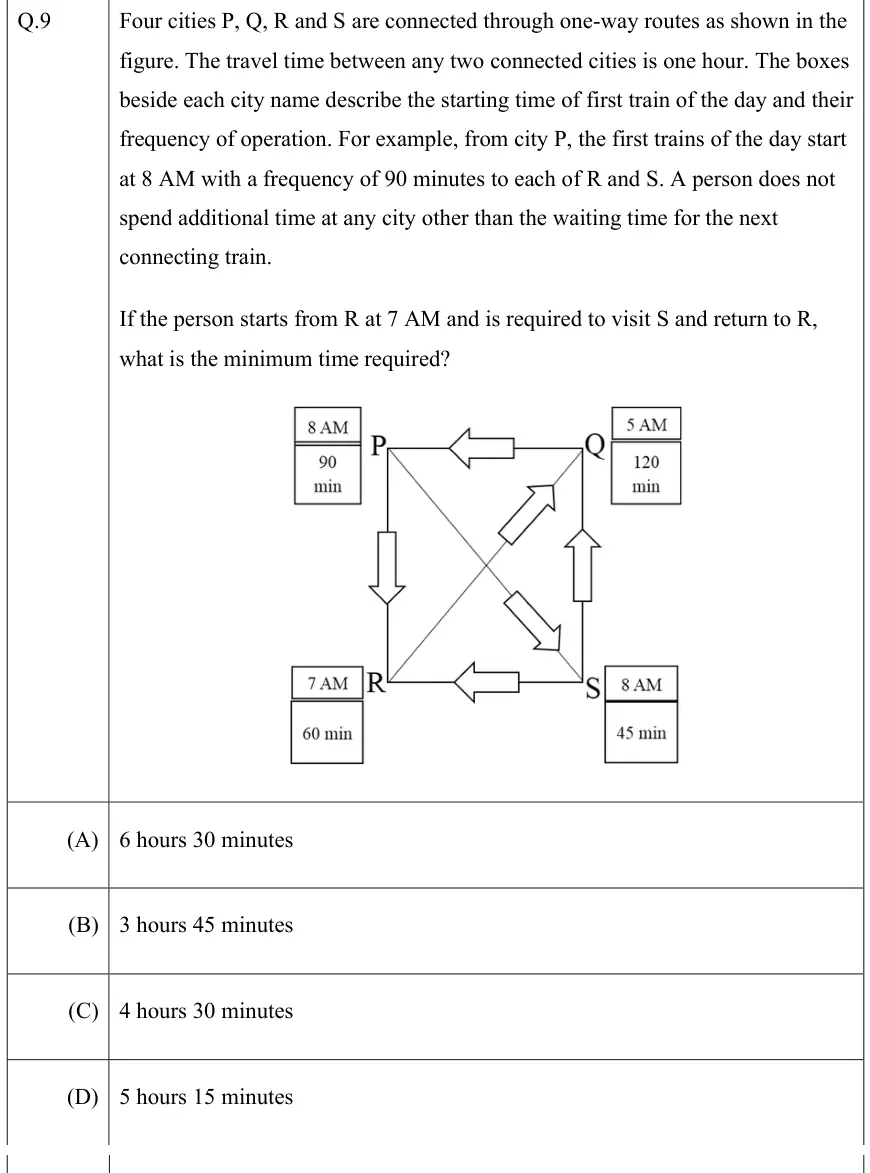 Q.9
Four cities P, Q, R and S are connected through one-way routes as shown in the
figure. The travel time between any two connected cities is one hour. The boxes
beside each city name describe the starting time of first train of the day and their
frequency of operation. For example, from city P, the first trains of the day start
at 8 AM with a frequency of 90 minutes to each of R and S. A person does not
spend additional time at any city other than the waiting time for the next
connecting train.
If the person starts from R at 7 AM and is required to visit S and return to R,
what is the minimum time required?
8 AM
90
min
P
Q
5 AM
120
min
7 AM
60 min
R
S
8 AM
45 min
(A) 6 hours 30 minutes
(B) 3 hours 45 minutes
(C) 4 hours 30 minutes
(D) 5 hours 15 minutes